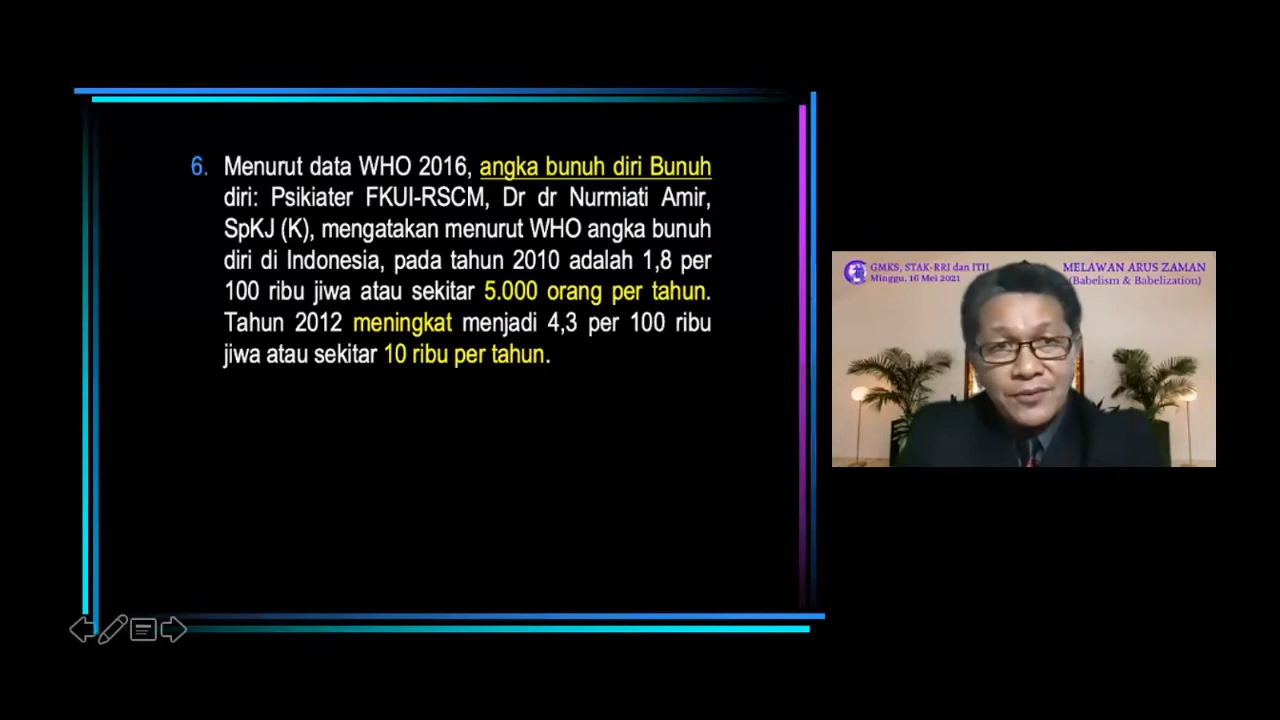 6. Menurut data WHO 2016, angka bunuh diri Bunuh
diri: Psikiater FKUI-RSCM, Dr dr Nurmiati Amir,
SpKJ (K), mengatakan menurut WHO angka bunuh
diri di Indonesia, pada tahun 2010 adalah 1,8 per
100 ribu jiwa atau sekitar 5.000 orang per tahun.
Tahun 2012 meningkat menjadi 4,3 per 100 ribu
jiwa atau sekitar 10 ribu per tahun.
GMKS, STAK-RRI dan ITH
Minggu, 16 Mei 2021
MELAWAN ARUS ZAMAN
(Babelism & Babelization)